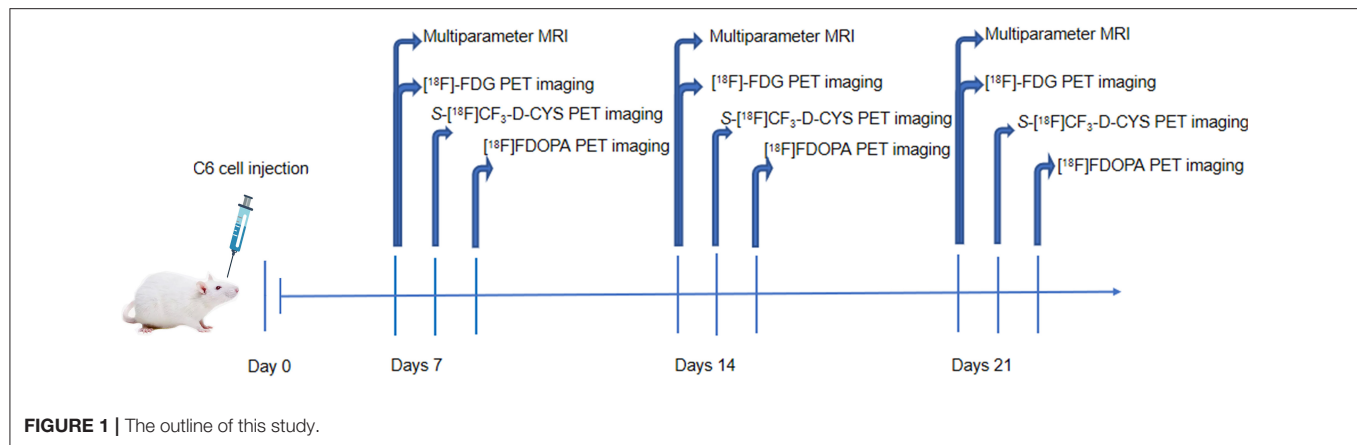 Multiparameter MRI
[¹⁸F]-FDG PET imaging
S-[¹⁸F]CF₃-D-CYS PET imaging
[¹⁸F]FDOPA PET imaging
Multiparameter MRI
[¹⁸F]-FDG PET imaging
S-[¹⁸F]CF₃-D-CYS PET imaging
[¹⁸F]FDOPA PET imaging
Multiparameter MRI
[¹⁸F]-FDG PET imaging
S-[¹⁸F]CF₃-D-CYS PET imaging
[¹⁸F]FDOPA PET imaging
C6 cell injection
Day 0
Days 7
Days 14
Days 21
FIGURE 1 | The outline of this study.